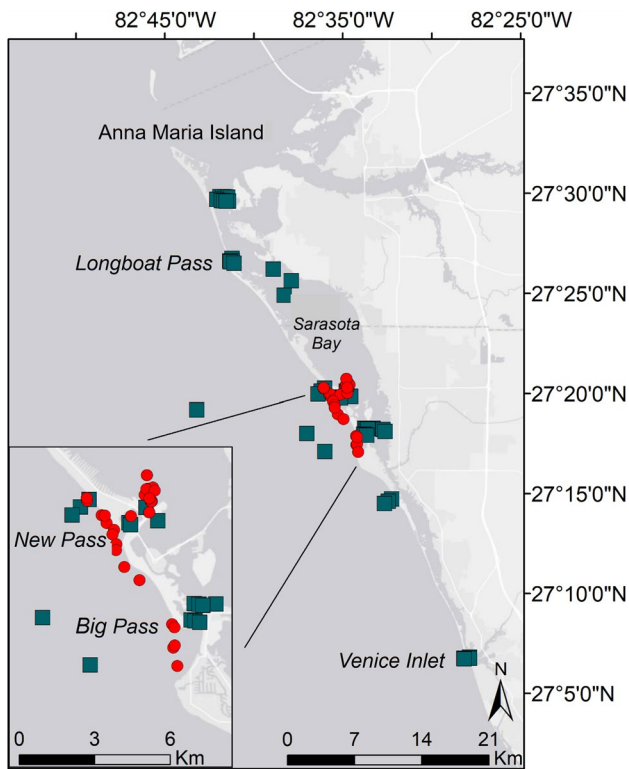 82°45'0"W 82°35'0"W 82°25'0"W
27°35'0"N
Anna Maria Island
27°30'0"N
Longboat Pass
27°25'0"N
Sarasota
Bay
27°20'0"N
27°15'0"N
New Pass
27°10'0"N
Big Pass
Venice Inlet
N
27°5'0"N
0 3 6
Km
0 7 14 21
Km